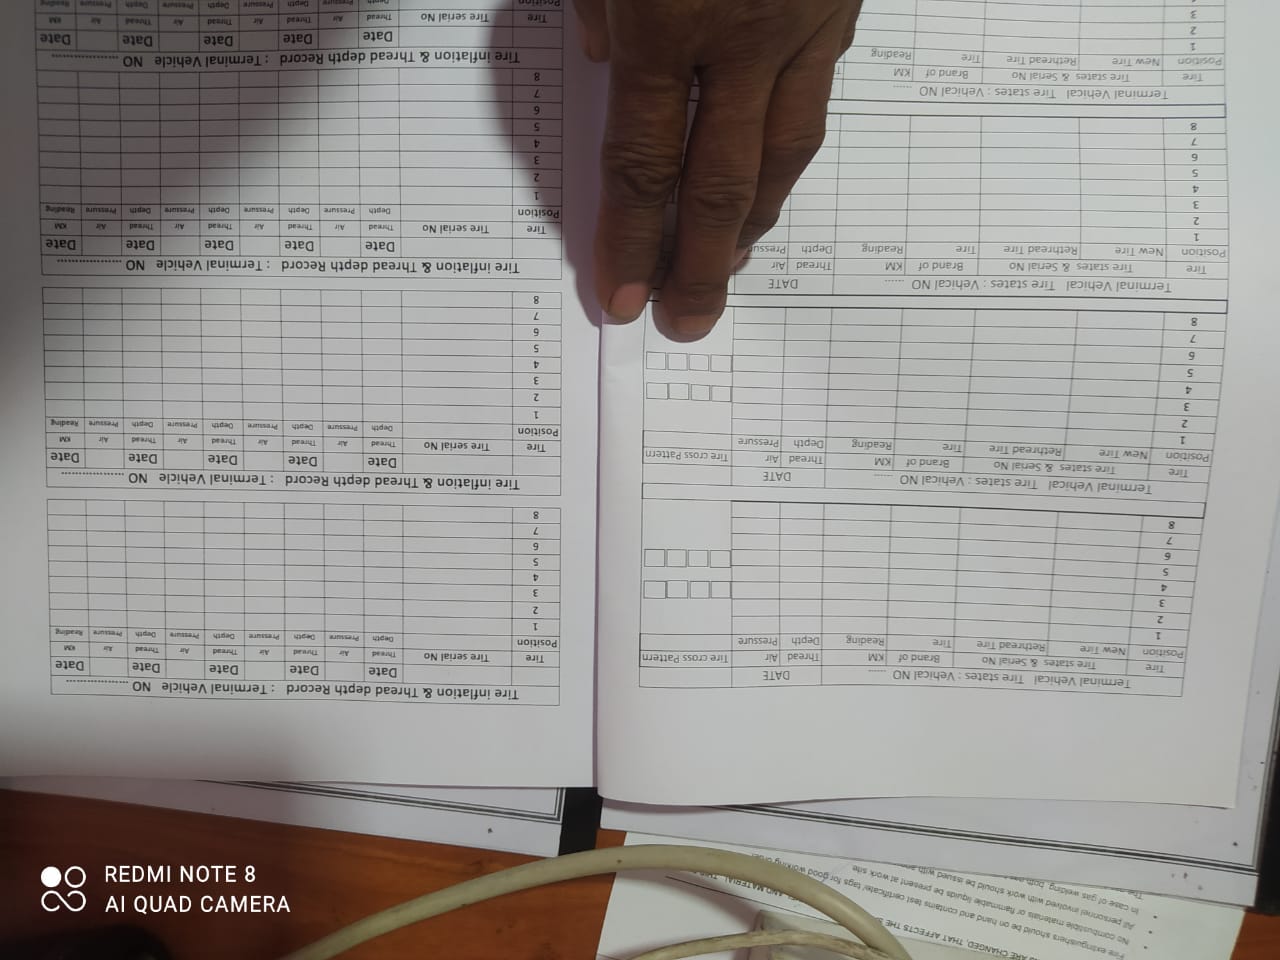 ARE CHANGED, THAT AFFECTS THE
AND MATERIAL, THIS
Fire extinguishers should be on hand and contains test certificate/ tags for good working order.
No combustible materials or flammable liquids be present at work site
All personnel involved with work should be issued with
In case of gas welding, both
REDMI NOTE 8
AI QUAD CAMERA
Terminal Vehical Tire states : Vehical NO ...... DATE
Tire Tire states & Serial No Brand of KM Thread Air Tire cross Pattern
Position New Tire Rethread Tire Tire Reading Depth Pressure
1
2
3
4
5
6
7
8
Terminal Vehical Tire states : Vehical NO ...... DATE
Tire Tire states & Serial No Brand of KM Thread Air Tire cross Pattern
Position New Tire Rethread Tire Tire Reading Depth Pressure
1
2
3
4
5
6
7
8
Terminal Vehical Tire states : Vehical NO ...... DATE
Tire Tire states & Serial No Brand of KM Thread Air
Position New Tire Rethread Tire Tire Reading Depth Pressu
1
2
3
4
5
6
7
8
Terminal Vehical Tire states : Vehical NO ......
Tire Tire states & Serial No Brand of KM
Position New Tire Rethread Tire Tire Reading
1
2
3
Tire inflation & Thread depth Record : Terminal Vehicle NO ..................
Date Date Date Date Date
Tire Tire serial No Thread Air Thread Air Thread Air Thread Air KM
Position Depth Pressure Depth Pressure Depth Pressure Depth Pressure Reading
1
2
3
4
5
6
7
8
Tire inflation & Thread depth Record : Terminal Vehicle NO ..................
Date Date Date Date Date
Tire Tire serial No Thread Air Thread Air Thread Air Thread Air KM
Position Depth Pressure Depth Pressure Depth Pressure Depth Pressure Reading
1
2
3
4
5
6
7
8
Tire inflation & Thread depth Record : Terminal Vehicle NO ..................
Date Date Date Date Date
Tire Tire serial No Thread Air Thread Air Thread Air Thread Air KM
Position Depth Pressure Depth Pressure Depth Pressure Depth Pressure Reading
1
2
3
4
5
6
7
8
Tire inflation & Thread depth Record : Terminal Vehicle NO ..................
Date Date Date Date Date
Tire Tire serial No Thread Air Thread Air Thread Air Thread Air KM
Depth Pressure Depth Pressure Depth Pressure Depth Pressure Reading